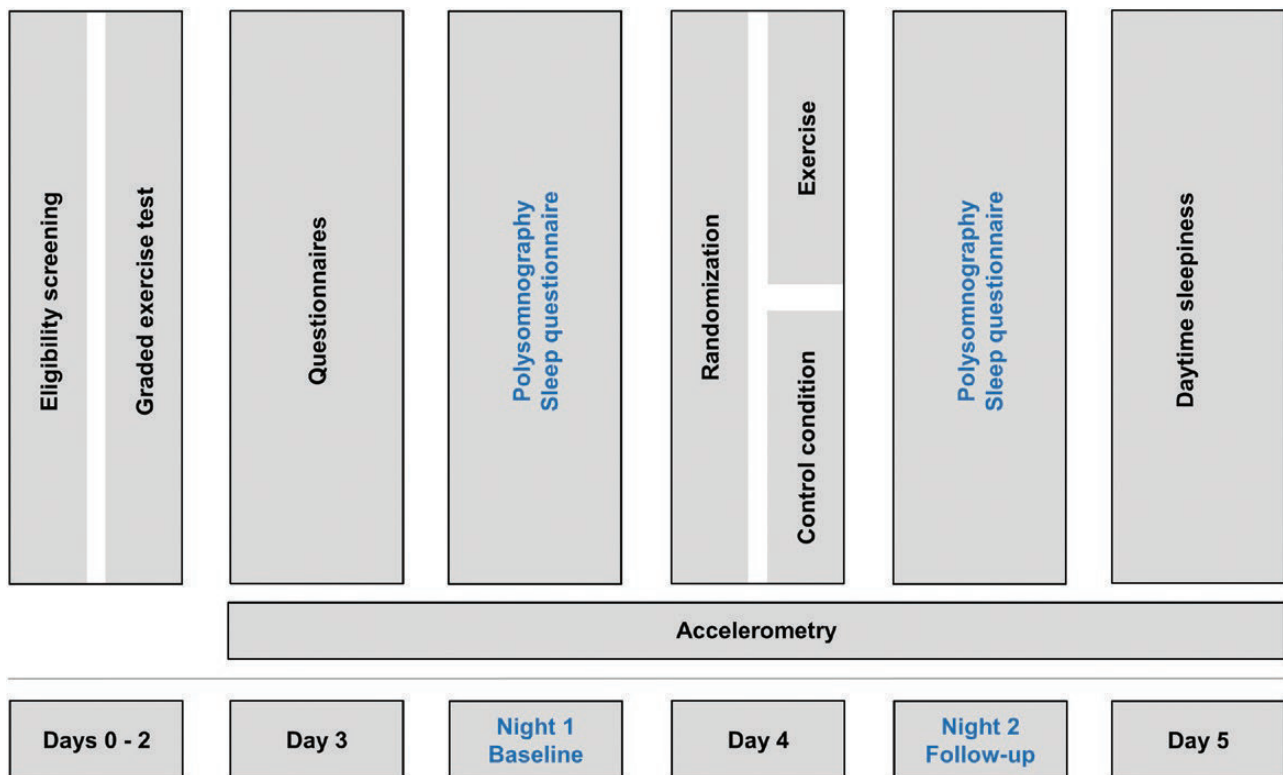 Eligibility screening
Graded exercise test
Questionnaires
Polysomnography
Sleep questionnaire
Randomization
Exercise
Control condition
Polysomnography
Sleep questionnaire
Daytime sleepiness
Accelerometry
Days 0 - 2
Day 3
Night 1
Baseline
Day 4
Night 2
Follow-up
Day 5